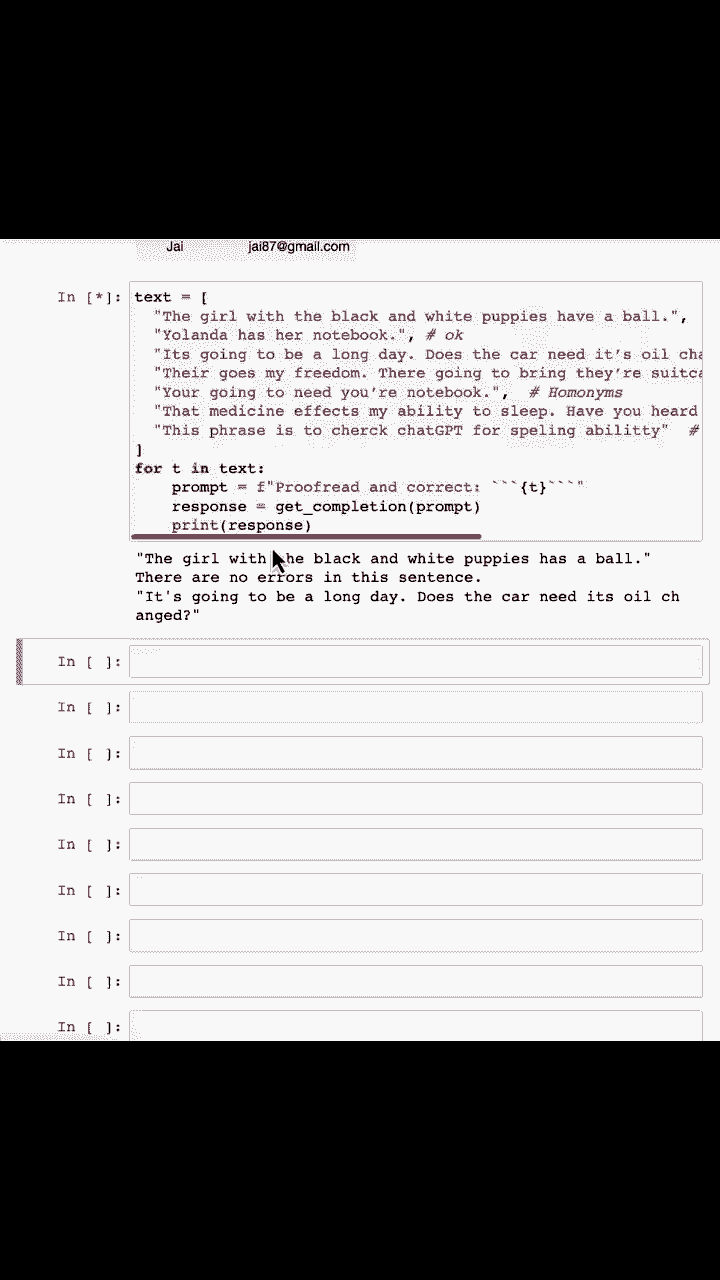 Jai jai87@gmail.com
In [*]: text = [
"The girl with the black and white puppies have a ball.",
"Yolanda has her notebook.", # ok
"Its going to be a long day. Does the car need it’s oil cha
"Their goes my freedom. There going to bring they’re suitca
"Your going to need you’re notebook.", # Homonyms
"That medicine effects my ability to sleep. Have you heard
"This phrase is to cherck chatGPT for speling abilitty" #
]
for t in text:
prompt = f"Proofread and correct: ```{t}```"
response = get_completion(prompt)
print(response)
"The girl with the black and white puppies has a ball."
There are no errors in this sentence.
"It's going to be a long day. Does the car need its oil ch
anged?"
In [ ]:
In [ ]:
In [ ]:
In [ ]:
In [ ]:
In [ ]:
In [ ]:
In [ ]:
In [ ]: